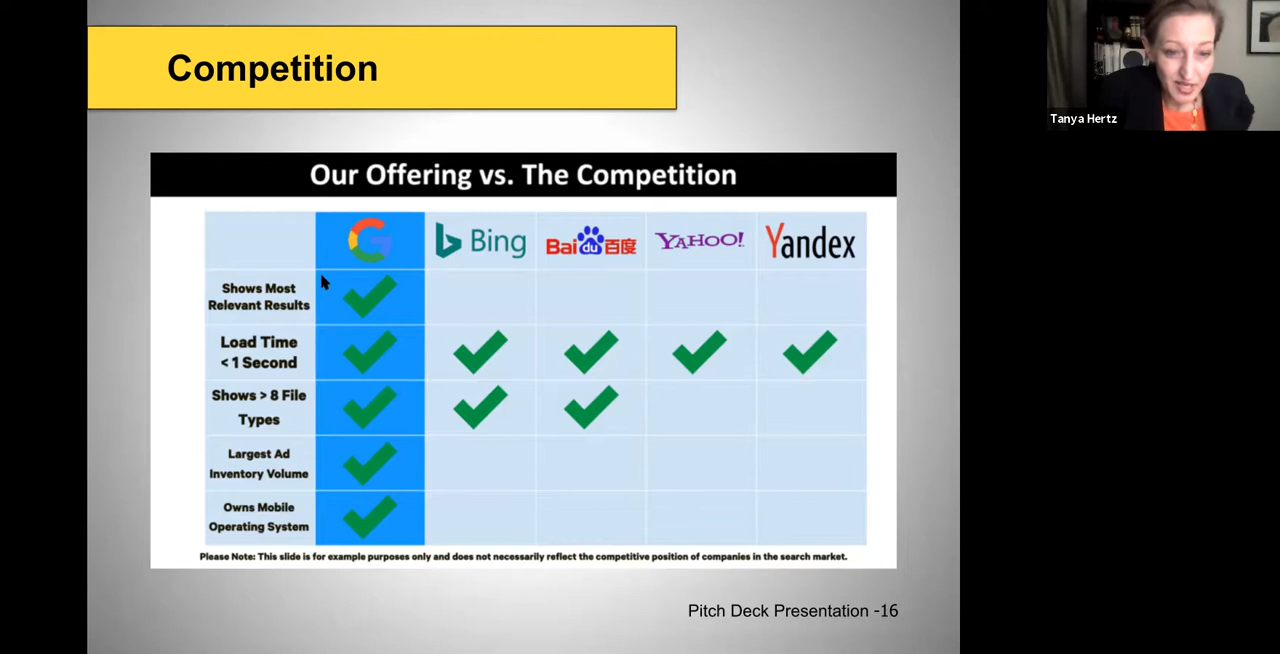 Competition
Tanya Hertz
Our Offering vs. The Competition
G
Bing
Bai du 百度
YAHOO!
Yandex
Shows Most
Relevant Results
Load Time
< 1 Second
Shows > 8 File
Types
Largest Ad
Inventory Volume
Owns Mobile
Operating System
Please Note: This slide is for example purposes only and does not necessarily reflect the competitive position of companies in the search market.
Pitch Deck Presentation -16